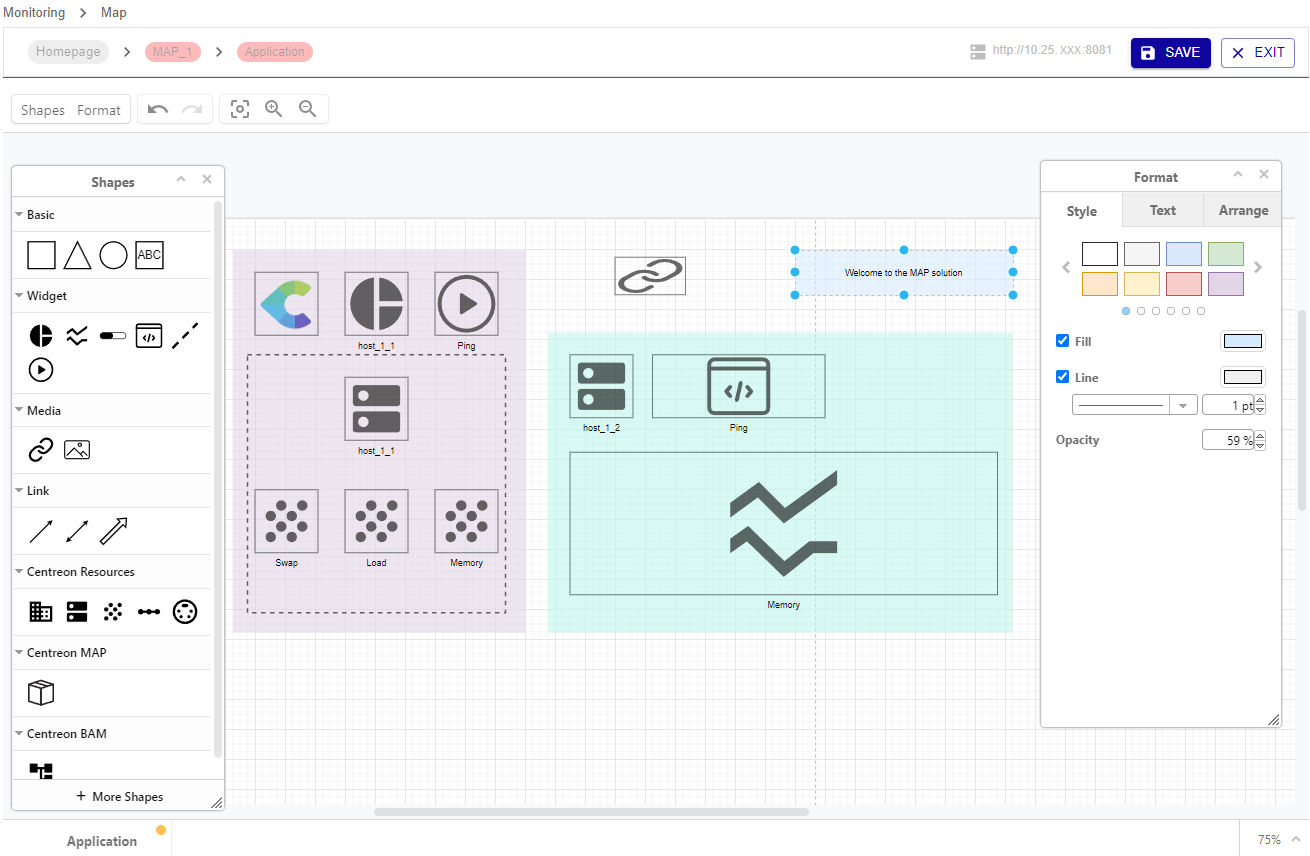 Monitoring > Map
Homepage > MAP_1 > Application
http://10.25. XXX:8081
SAVE
EXIT
Shapes Format
Shapes
Basic
ABC
Widget
Media
Link
Centreon Resources
Centreon MAP
Centreon BAM
+ More Shapes
host_1_1
Ping
host_1_1
Swap
Load
Memory
Welcome to the MAP solution
host_1_2
Ping
Memory
Format
Style
Text
Arrange
Fill
Line
1 pt
Opacity
59 %
Application
75%